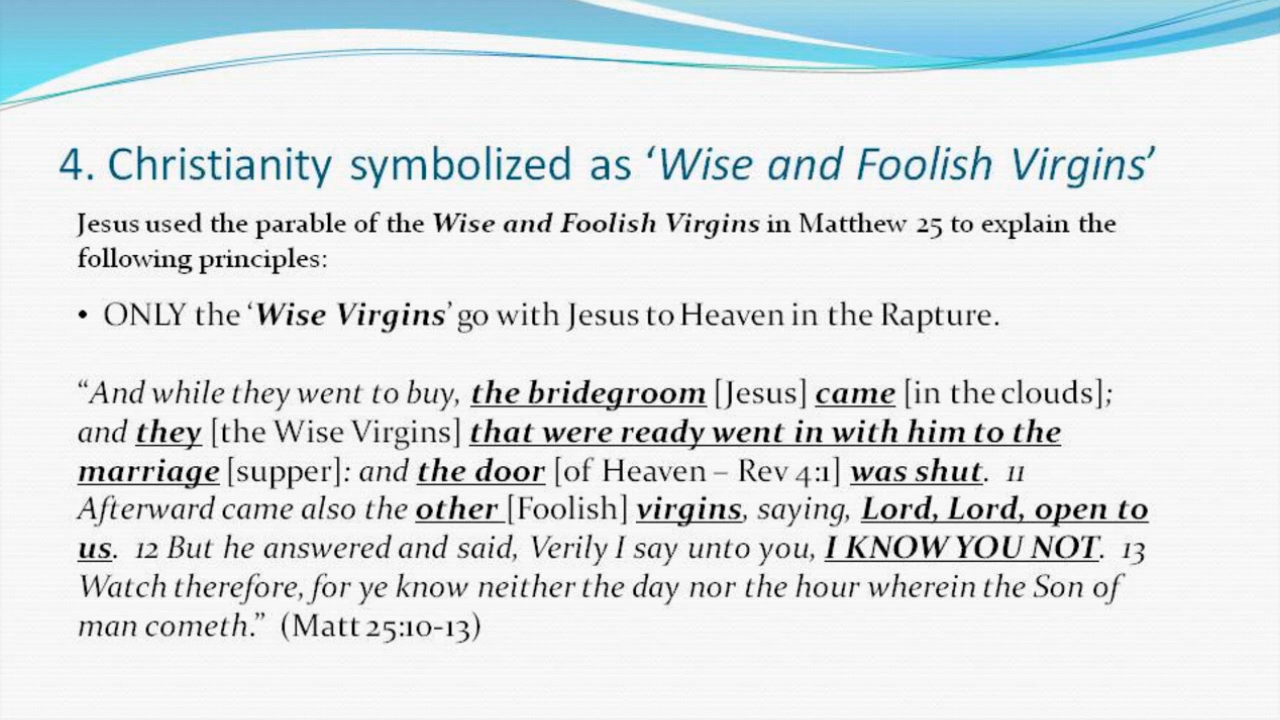 4. Christianity symbolized as ‘Wise and Foolish Virgins’
Jesus used the parable of the Wise and Foolish Virgins in Matthew 25 to explain the
following principles:
• ONLY the ‘Wise Virgins’ go with Jesus to Heaven in the Rapture.
“And while they went to buy, the bridegroom [Jesus] came [in the clouds];
and they [the Wise Virgins] that were ready went in with him to the
marriage [supper]: and the door [of Heaven – Rev 4:1] was shut. 11
Afterward came also the other [Foolish] virgins, saying, Lord, Lord, open to
us. 12 But he answered and said, Verily I say unto you, I KNOW YOU NOT. 13
Watch therefore, for ye know neither the day nor the hour wherein the Son of
man cometh.” (Matt 25:10-13)